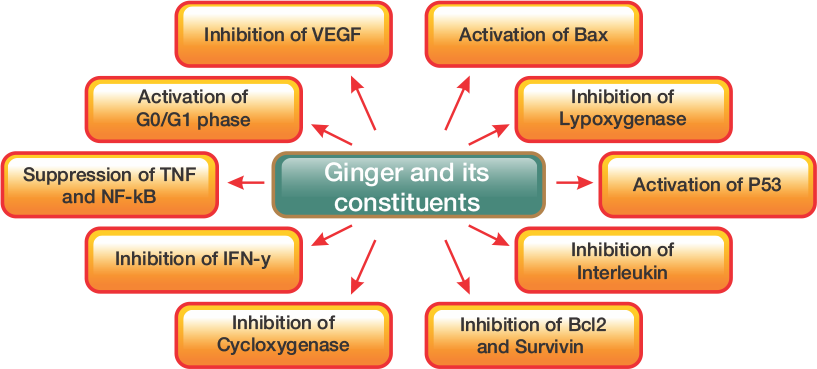 Inhibition of VEGF
Activation of Bax
Activation of
G0/G1 phase
Inhibition of
Lypoxygenase
Suppression of TNF
and NF-kB
Ginger and its
constituents
Activation of P53
Inhibition of IFN-y
Inhibition of
Interleukin
Inhibition of
Cycloxygenase
Inhibition of Bcl2
and Survivin